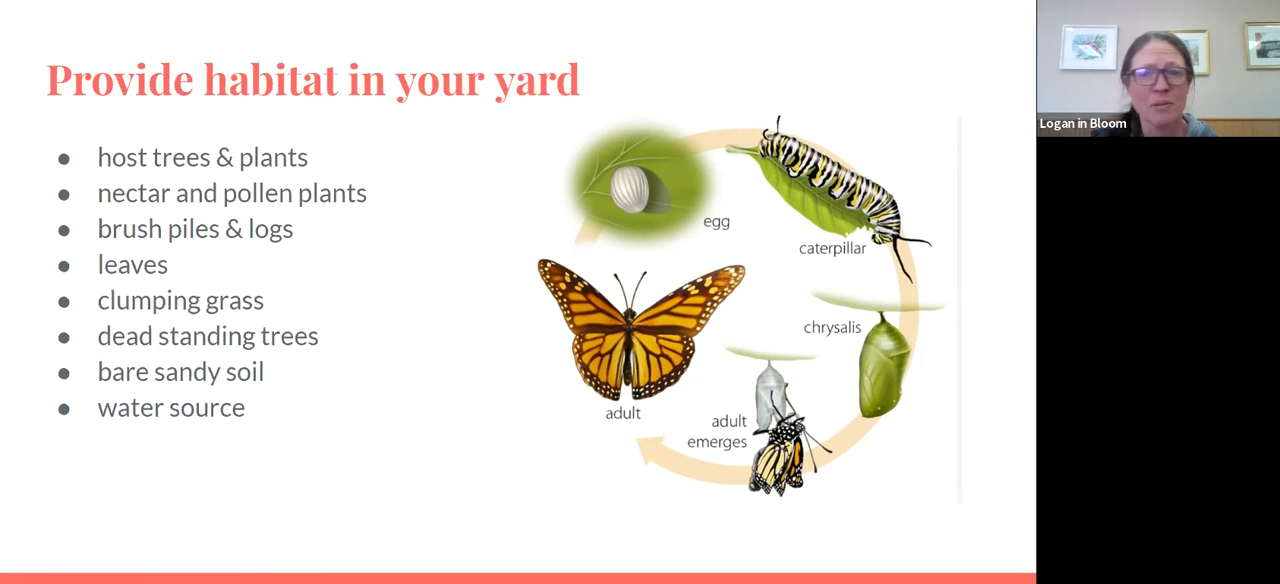 Provide habitat in your yard
● host trees & plants
● nectar and pollen plants
● brush piles & logs
● leaves
● clumping grass
● dead standing trees
● bare sandy soil
● water source
egg
caterpillar
chrysalis
adult
emerges
adult
Logan in Bloom